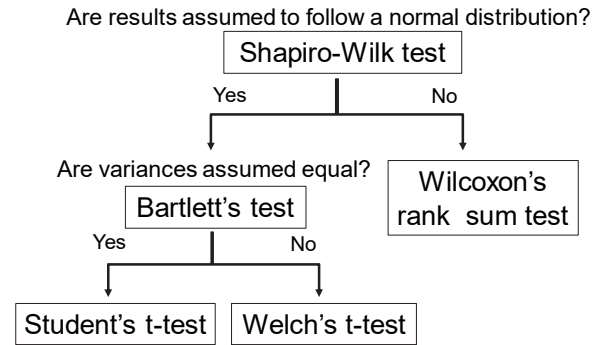 Are results assumed to follow a normal distribution?
Shapiro-Wilk test
Yes
No
Are variances assumed equal?
Bartlett's test
Wilcoxon's
rank sum test
Yes
No
Student's t-test
Welch's t-test